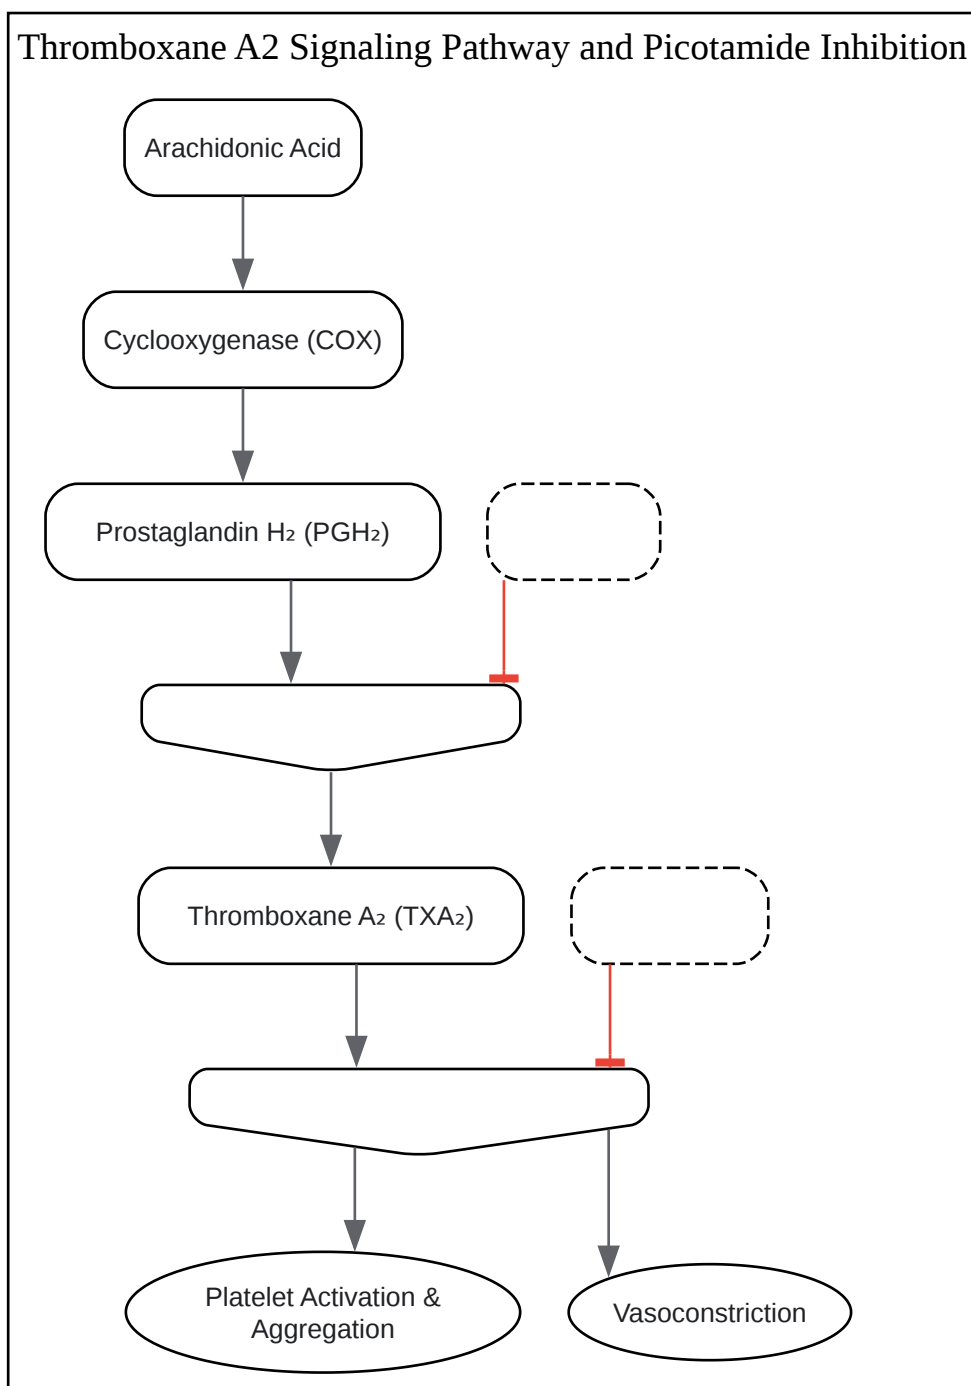 Thromboxane A2 Signaling Pathway and Picotamide Inhibition
Arachidonic Acid
Cyclooxygenase (COX)
Prostaglandin H₂ (PGH₂)
Thromboxane A₂ (TXA₂)
Platelet Activation &
Aggregation
Vasoconstriction